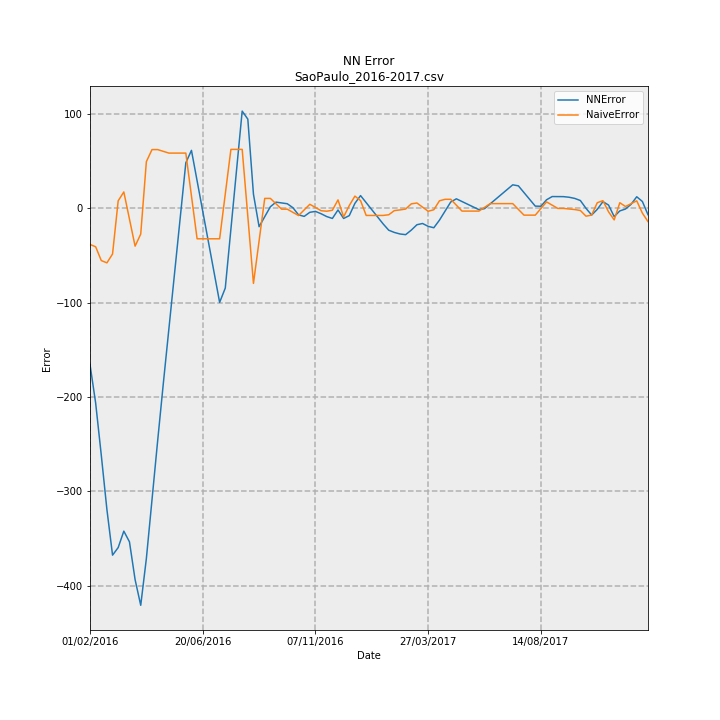 NN Error
SaoPaulo_2016-2017.csv
NNError
NaiveError
100
0
−100
−200
−300
−400
Error
01/02/2016 20/06/2016 07/11/2016 27/03/2017 14/08/2017
Date